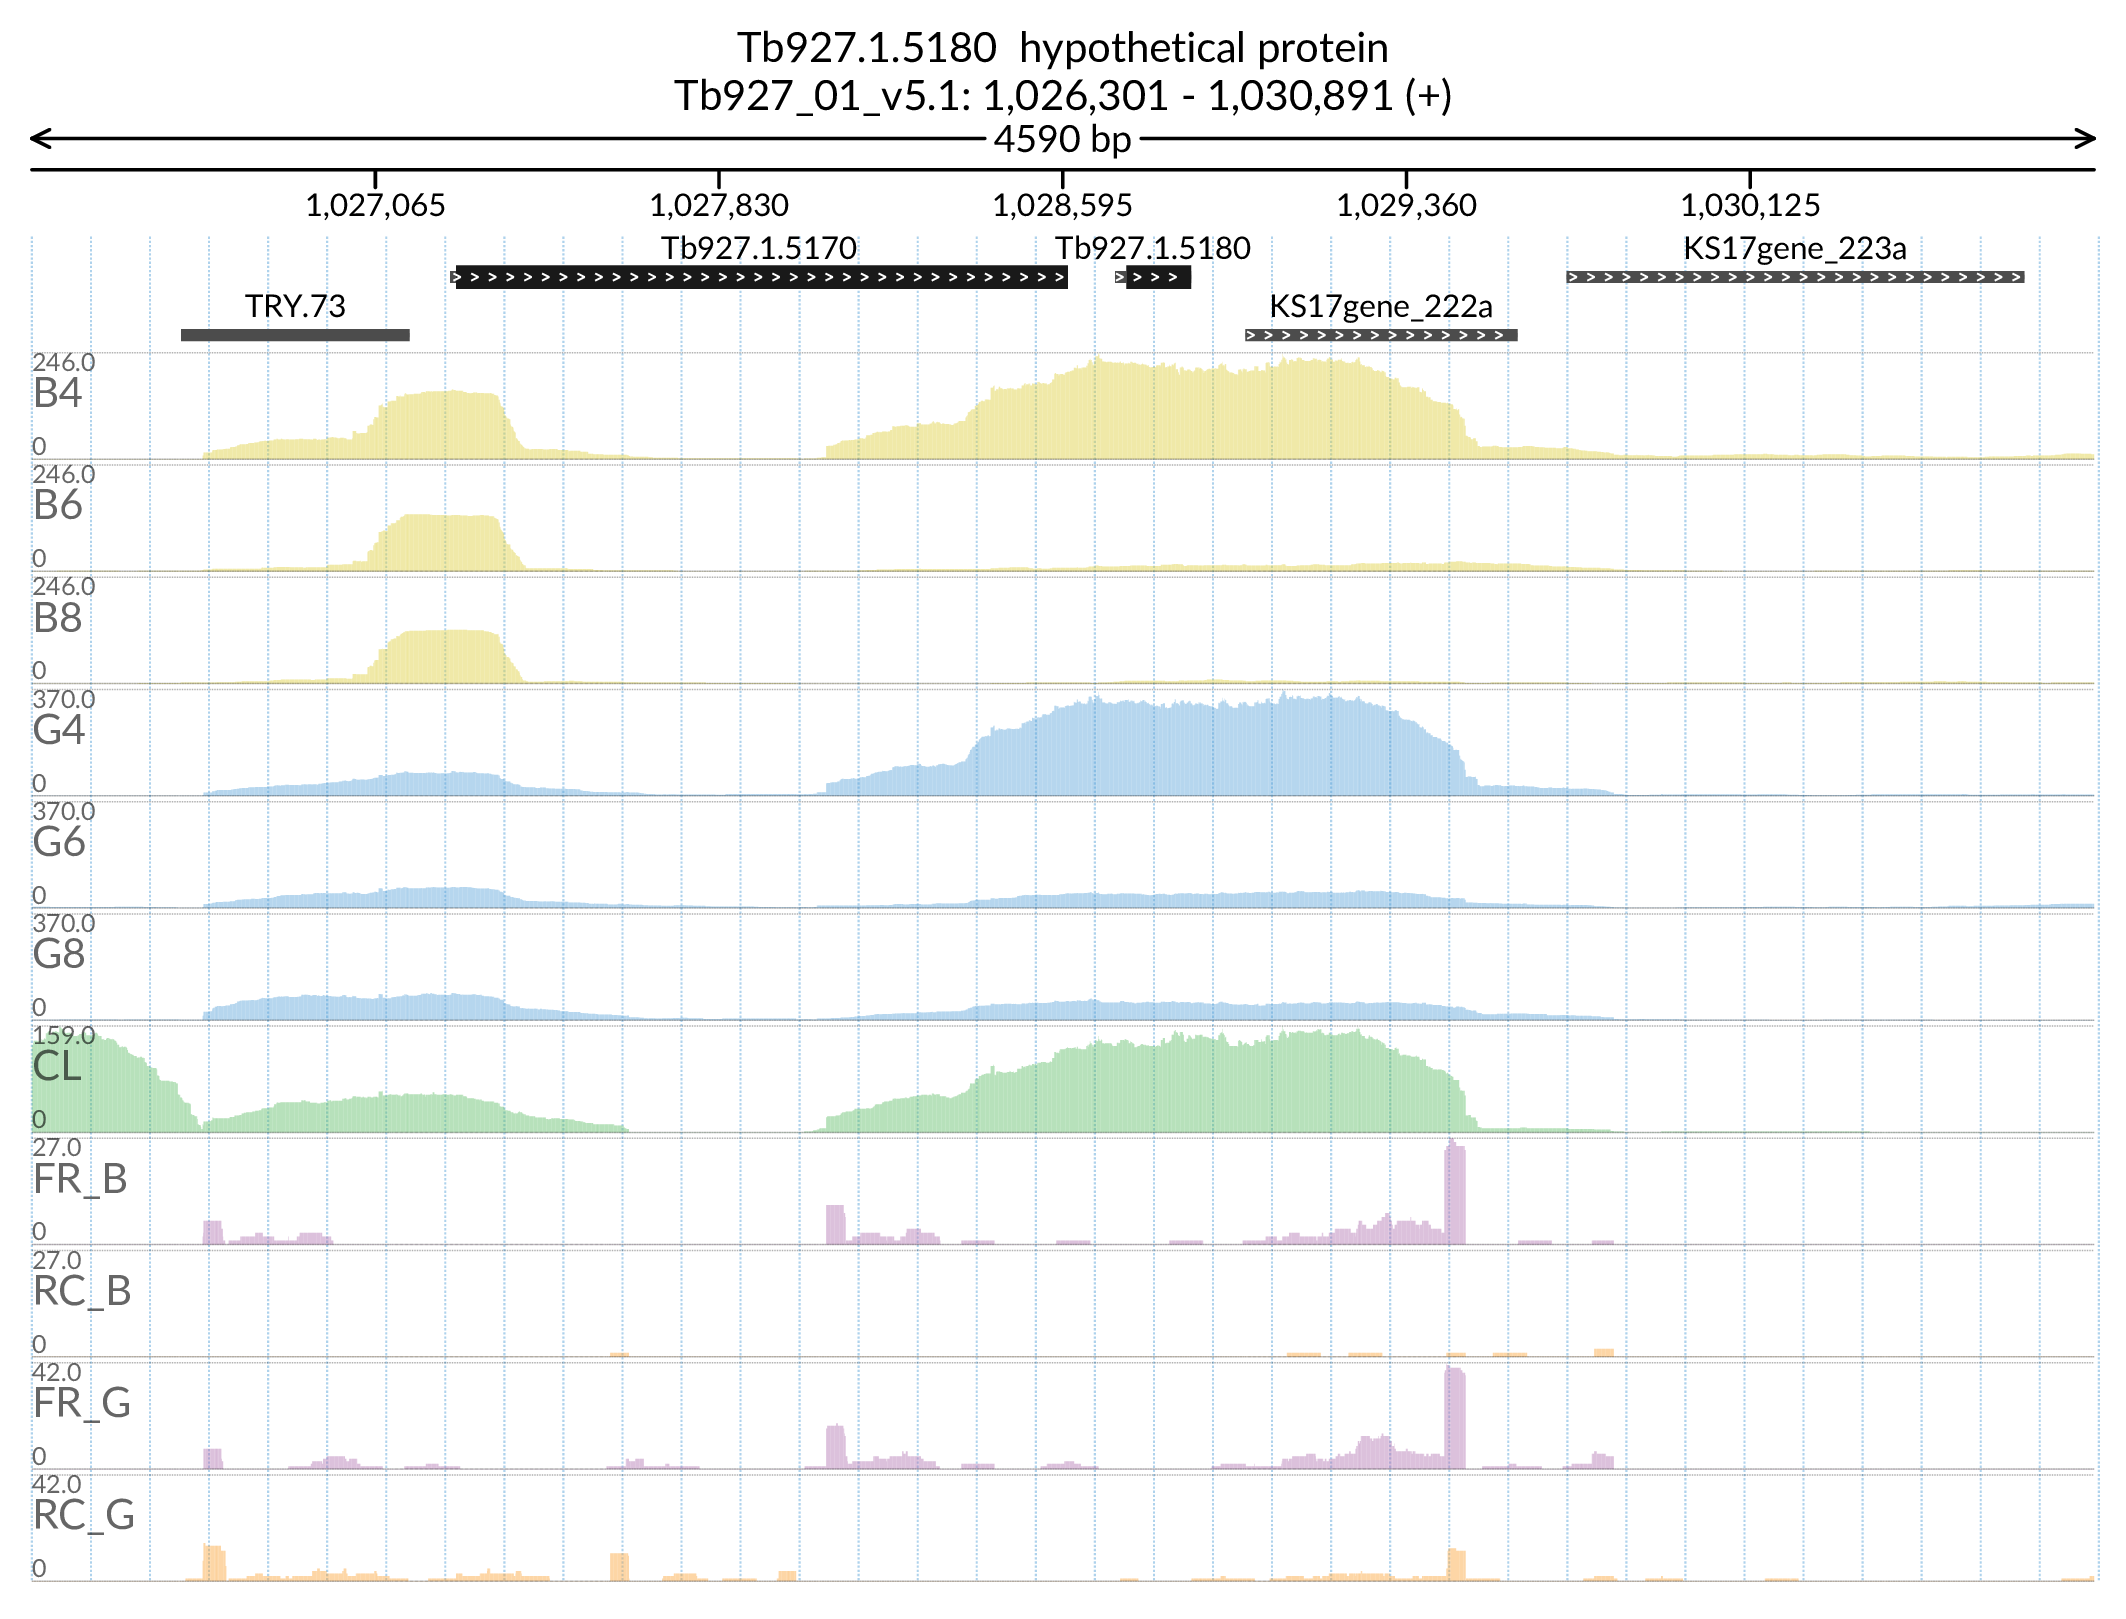 Tb927.1.5180  hypothetical protein
Tb927_01_v5.1: 1,026,301 - 1,030,891 (+)
4590 bp
1,027,065 1,027,830 1,028,595 1,029,360 1,030,125
Tb927.1.5170 Tb927.1.5180 KS17gene_223a
TRY.73 KS17gene_222a
246.0
B4
0
246.0
B6
0
246.0
B8
0
370.0
G4
0
370.0
G6
0
370.0
G8
0
159.0
CL
0
27.0
FR_B
0
27.0
RC_B
0
42.0
FR_G
0
42.0
RC_G
0